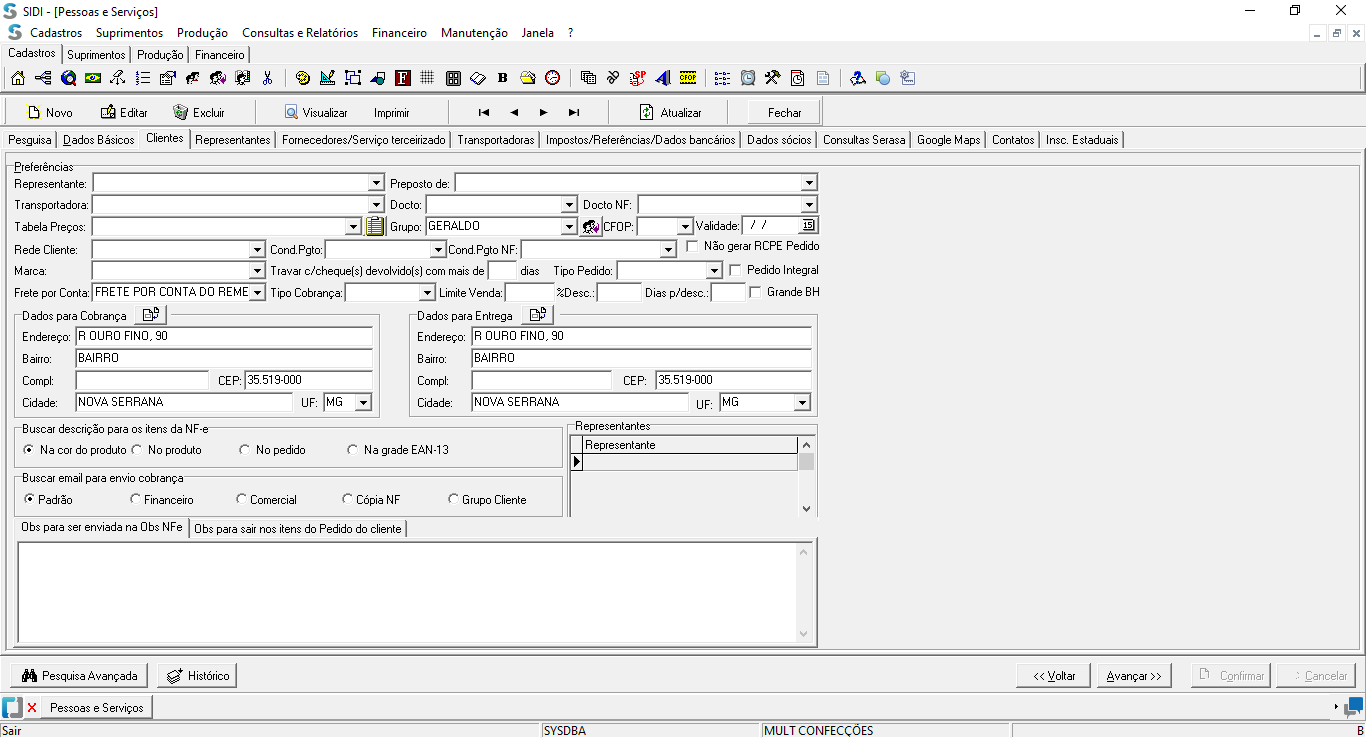 SIDI - [Pessoas e Serviços]
Cadastros Suprimentos Produção Consultas e Relatórios Financeiro Manutenção Janela ?
Cadastros Suprimentos Produção Financeiro
Novo Editar Excluir Visualizar Imprimir Atualizar Fechar
Pesquisa Dados Básicos Clientes Representantes Fornecedores/Serviço terceirizado Transportadoras Impostos/Referências/Dados bancários Dados sócios Consultas Serasa Google Maps Contatos Insc. Estaduais
Preferências
Representante: Preposto de:
Transportadora: Docto: Docto NF:
Tabela Preços: Grupo: GERALDO CFOP: Validade: / / 15
Rede Cliente: Cond.Pgto: Cond.Pgto NF: Não gerar RCPE Pedido
Marca: Travar c/cheque(s) devolvido(s) com mais de dias Tipo Pedido: Pedido Integral
Frete por Conta: FRETE POR CONTA DO REME Tipo Cobrança: Limite Venda: %Desc.: Dias p/desc.: Grande BH
Dados para Cobrança Dados para Entrega
Endereço: R OURO FINO, 90 Endereço: R OURO FINO, 90
Bairro: BAIRRO Bairro: BAIRRO
Compl: CEP: 35.519-000 Compl: CEP: 35.519-000
Cidade: NOVA SERRANA UF: MG Cidade: NOVA SERRANA UF: MG
Buscar descrição para os itens da NF-e Representantes
Na cor do produto No produto No pedido Na grade EAN-13 Representante
Buscar email para envio cobrança
Padrão Financeiro Comercial Cópia NF Grupo Cliente
Obs para ser enviada na Obs NFe Obs para sair nos itens do Pedido do cliente
Pesquisa Avançada Histórico << Voltar Avançar >> Confirmar Cancelar
Pessoas e Serviços
Sair SYSDBA MULT CONFECÇÕES B